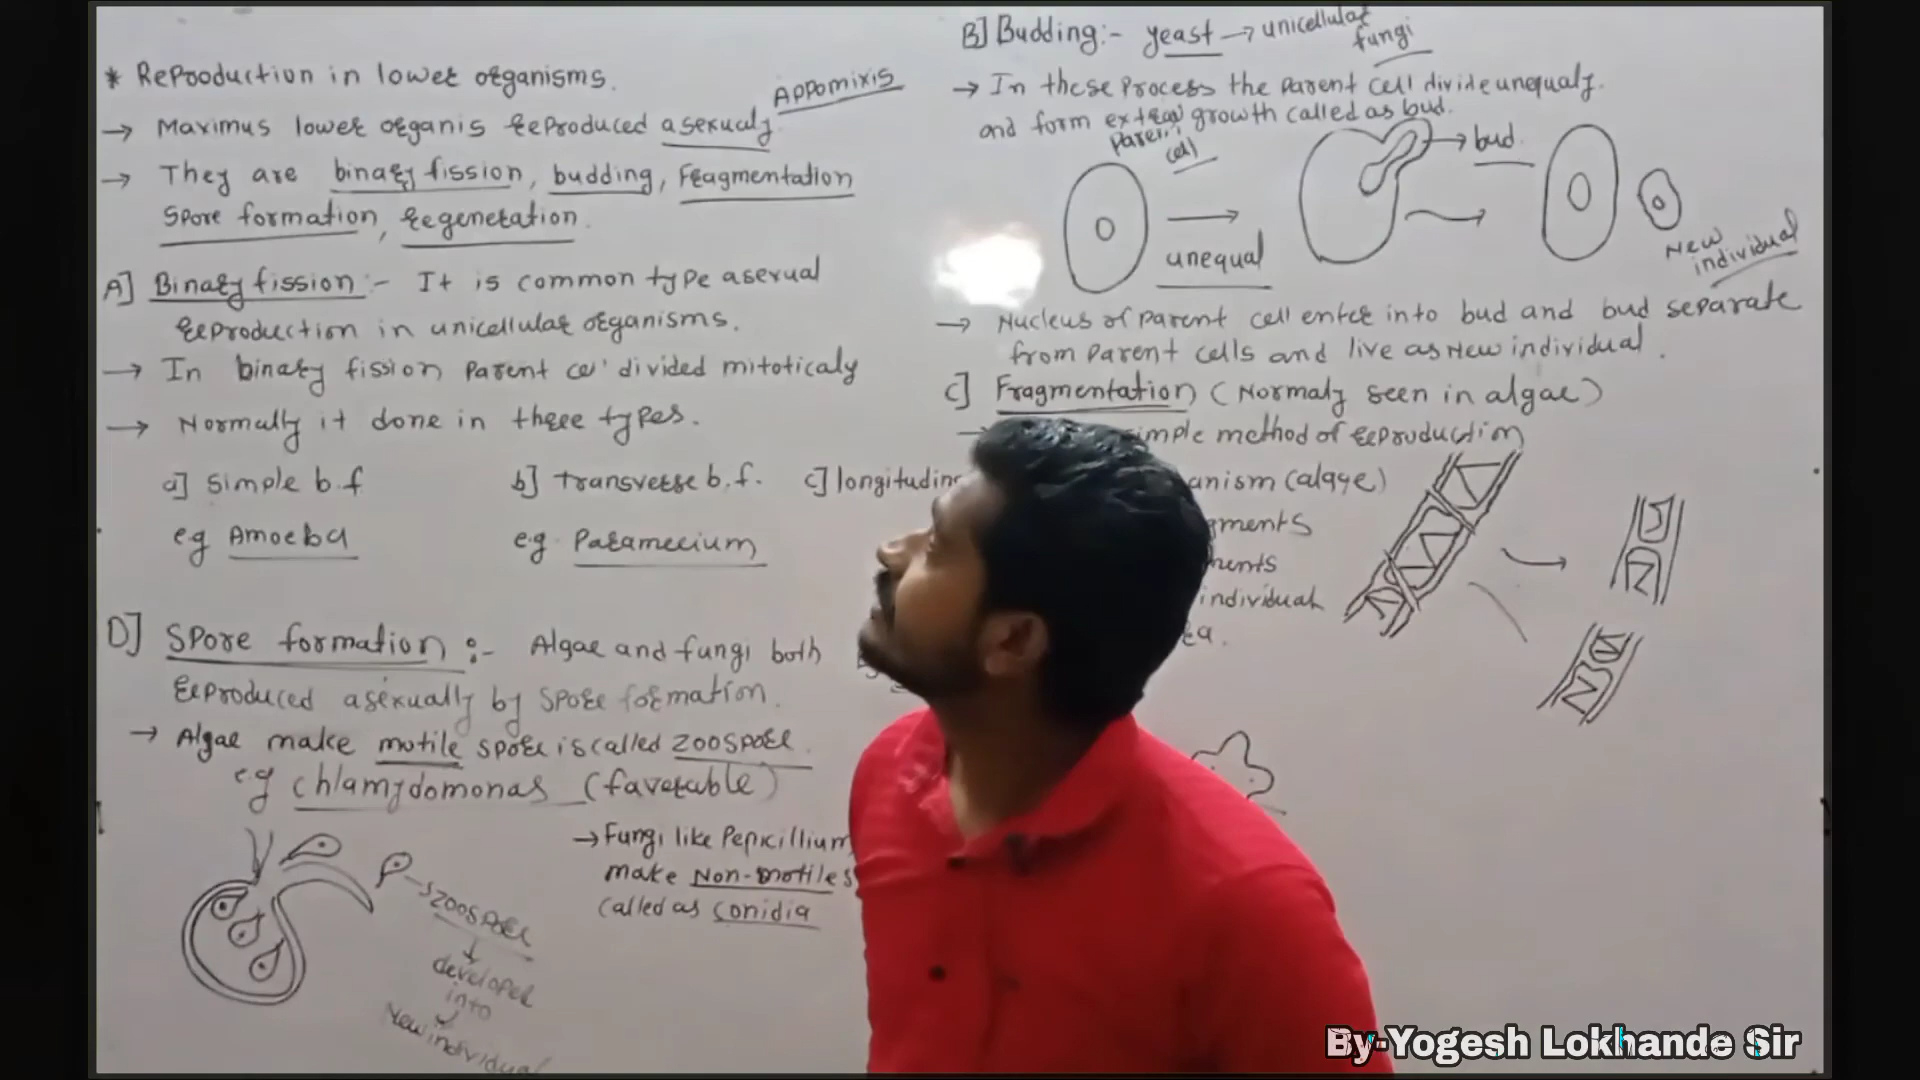 * Reproduction in lower organisms.
Appomixis
→ Maximus lower organis reproduced asexualy.
→ They are binary fission, budding, Fragmentation
Spore formation, regeneration.
A] Binary fission :- It is common type asexual
reproduction in unicellular organisms.
→ In binary fission parent divided mitoticaly
→ Normally it done in three types.
a] simple b.f b] transverse b.f. c] longitudin
eg Amoeba e.g. Paramecium
D] Spore formation :- Algae and fungi both
reproduced asexually by spore formation.
→ Algae make motile spore is called zoospore.
eg chlamydomonas (faverable)
→ Fungi like Penicillium
make Non-motile s
called as conidia
zoospore
↓
developer
into
↓
New individual
B] Budding:- yeast → unicellular
fungi
→ In these Process the parent cell divide unequaly.
and form extra growth called as bud.
Parent
cell
→ bud.
unequal
New
individual
→ Nucleus of parent cell enter into bud and bud separate
from parent cells and live as New individual.
c] Fragmentation (Normaly seen in algae)
imple method of reproduction
anism (algye)
gments
ments
individual
ra.
By-Yogesh Lokhande Sir